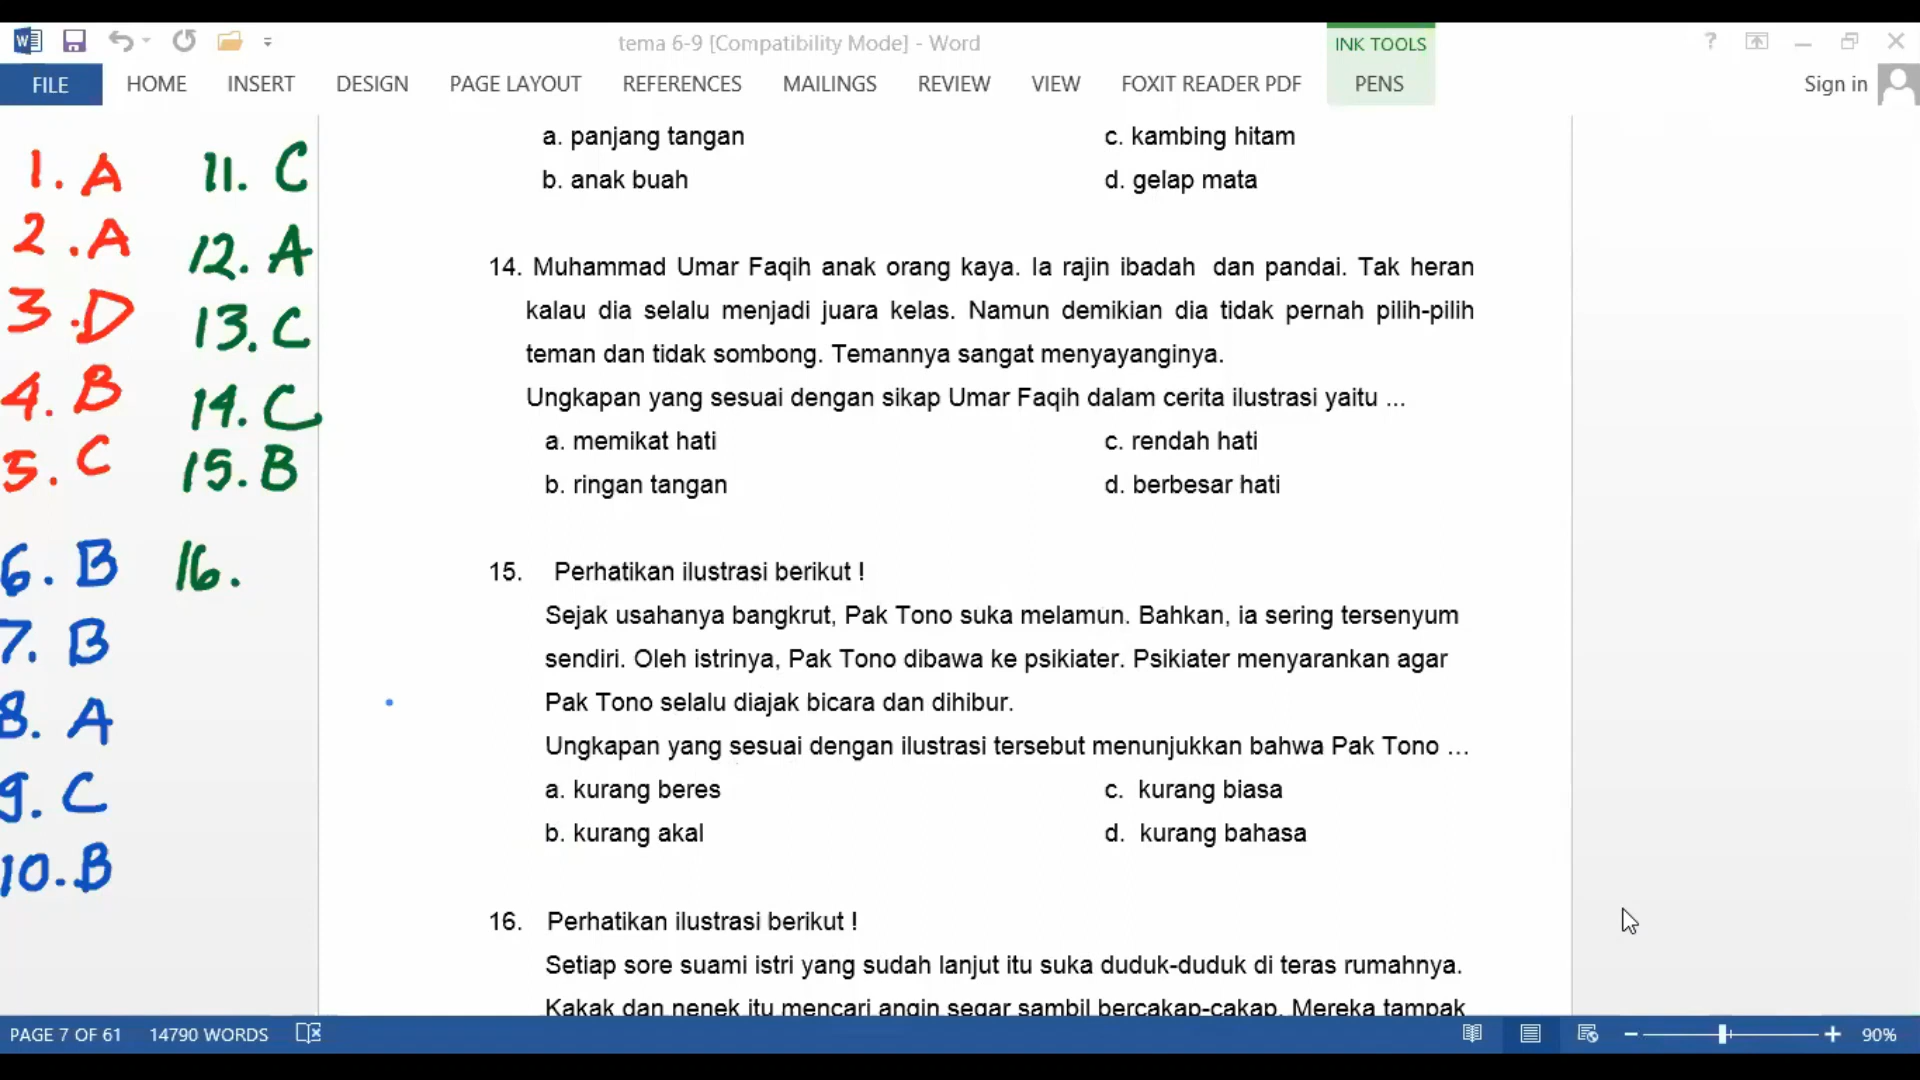 tema 6-9 [Compatibility Mode] - Word
INK TOOLS
FILE HOME INSERT DESIGN PAGE LAYOUT REFERENCES MAILINGS REVIEW VIEW FOXIT READER PDF PENS Sign in
a. panjang tangan c. kambing hitam
b. anak buah d. gelap mata
14. Muhammad Umar Faqih anak orang kaya. Ia rajin ibadah dan pandai. Tak heran
kalau dia selalu menjadi juara kelas. Namun demikian dia tidak pernah pilih-pilih
teman dan tidak sombong. Temannya sangat menyayanginya.
Ungkapan yang sesuai dengan sikap Umar Faqih dalam cerita ilustrasi yaitu ...
a. memikat hati c. rendah hati
b. ringan tangan d. berbesar hati
15. Perhatikan ilustrasi berikut !
Sejak usahanya bangkrut, Pak Tono suka melamun. Bahkan, ia sering tersenyum
sendiri. Oleh istrinya, Pak Tono dibawa ke psikiater. Psikiater menyarankan agar
Pak Tono selalu diajak bicara dan dihibur.
Ungkapan yang sesuai dengan ilustrasi tersebut menunjukkan bahwa Pak Tono ...
a. kurang beres c. kurang biasa
b. kurang akal d. kurang bahasa
16. Perhatikan ilustrasi berikut !
Setiap sore suami istri yang sudah lanjut itu suka duduk-duduk di teras rumahnya.
Kakak dan nenek itu mencari angin segar sambil bercakap-cakap. Mereka tampak
1. A
2. A
3. D
4. B
5. C
6. B
7. B
8. A
9. C
10. B
11. C
12. A
13. C
14. C
15. B
16.
PAGE 7 OF 61 14790 WORDS 90%